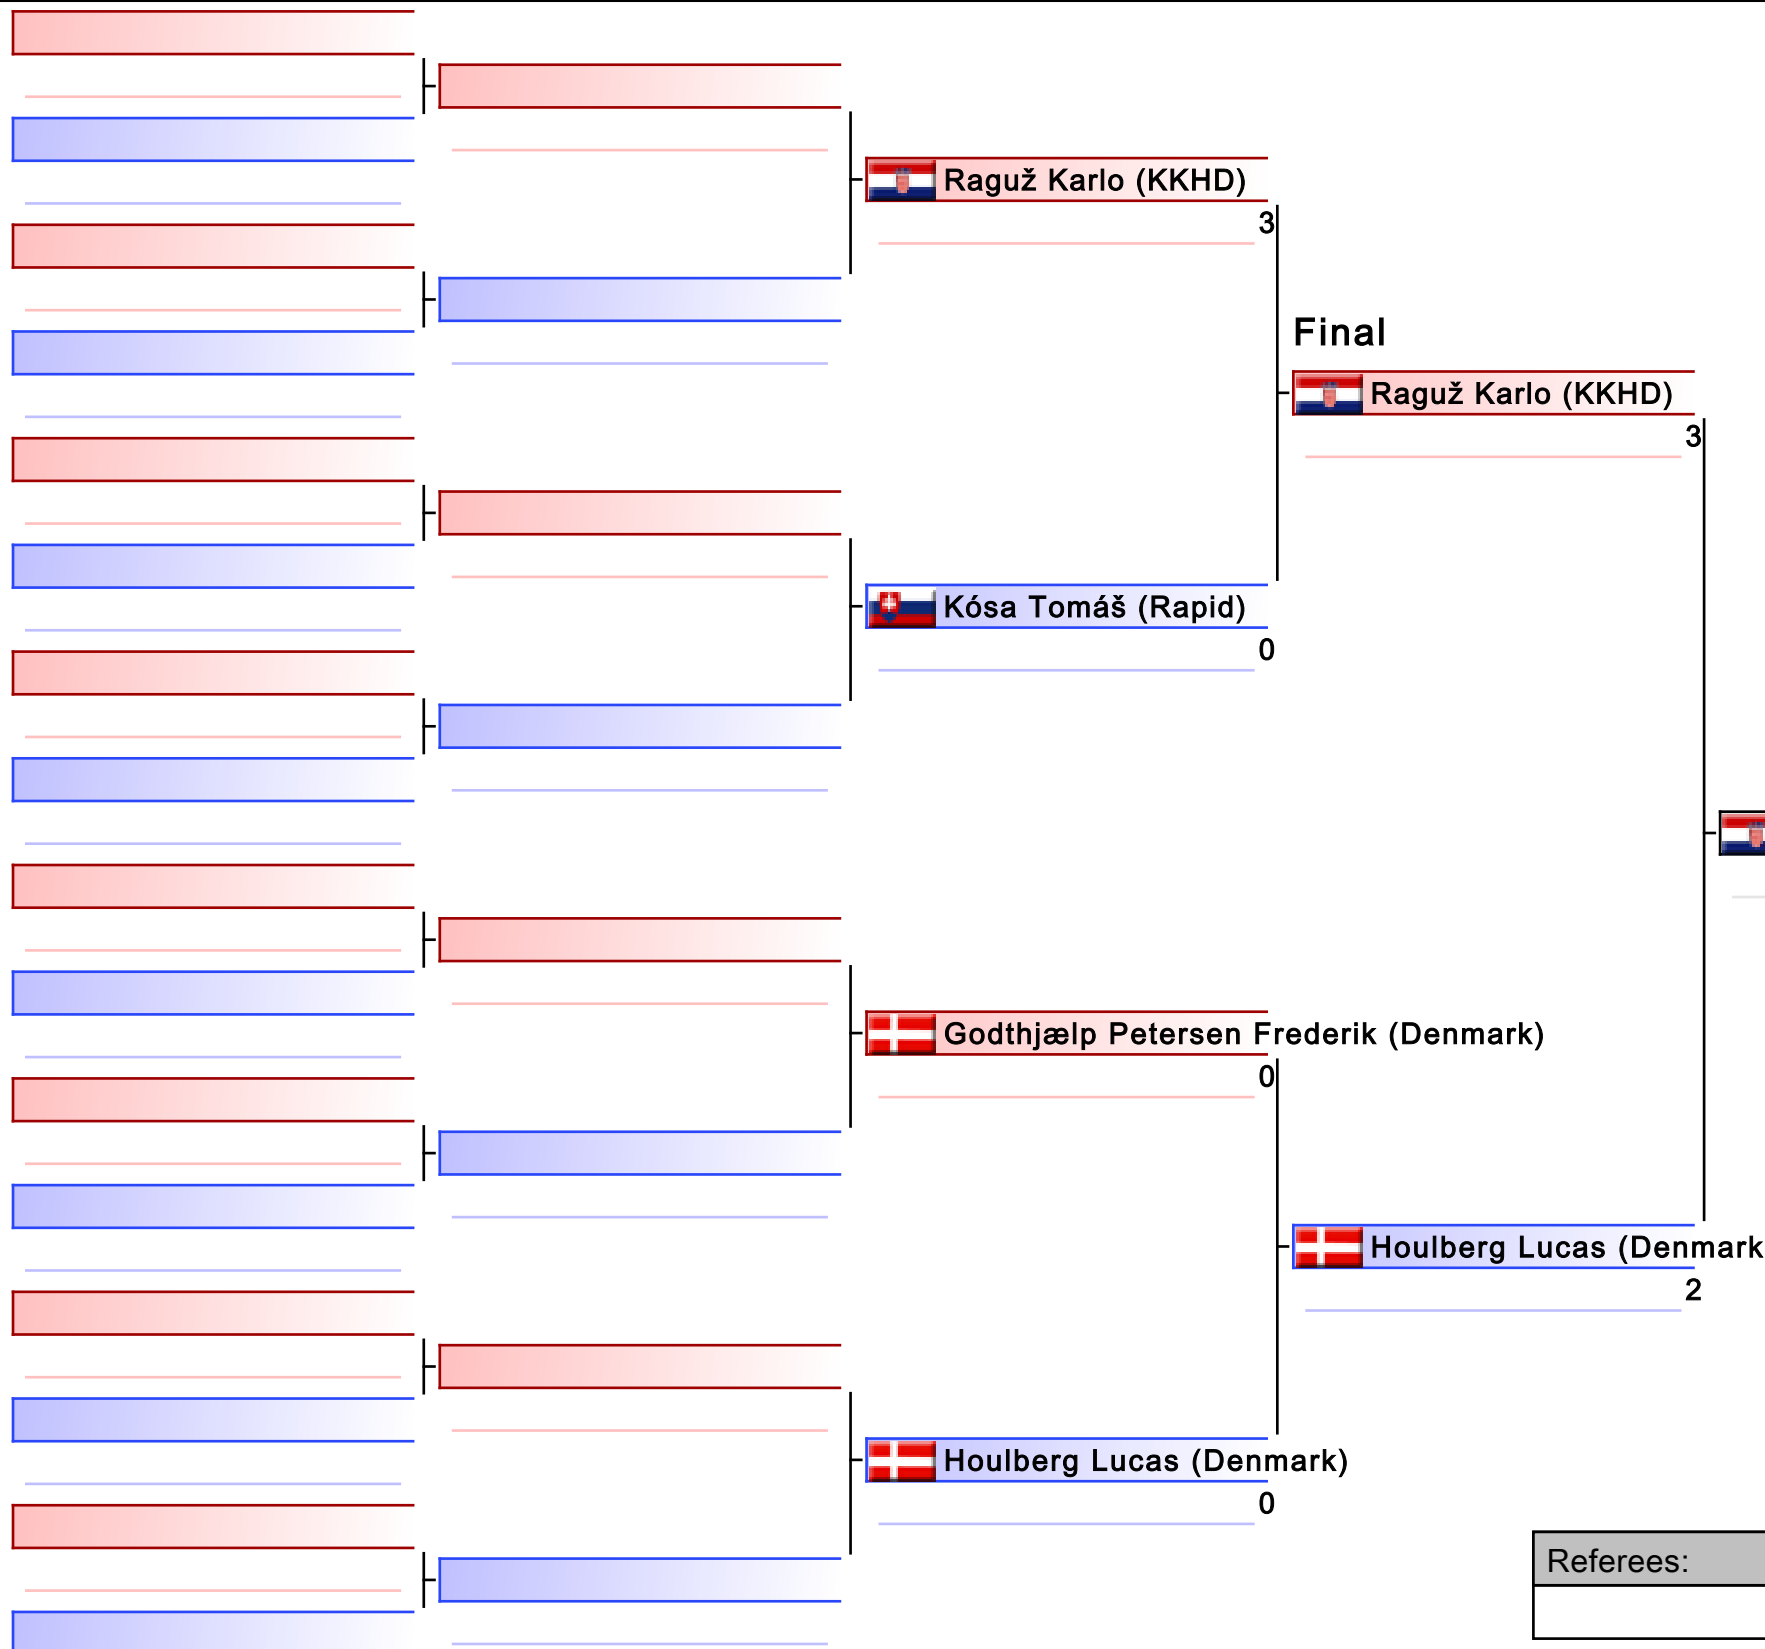 Raguž Karlo (KKHD)
3
Final
Raguž Karlo (KKHD)
3
Kósa Tomáš (Rapid)
0
Godthjælp Petersen Frederik (Denmark)
0
Houlberg Lucas (Denmark
2
Houlberg Lucas (Denmark)
0
Referees: